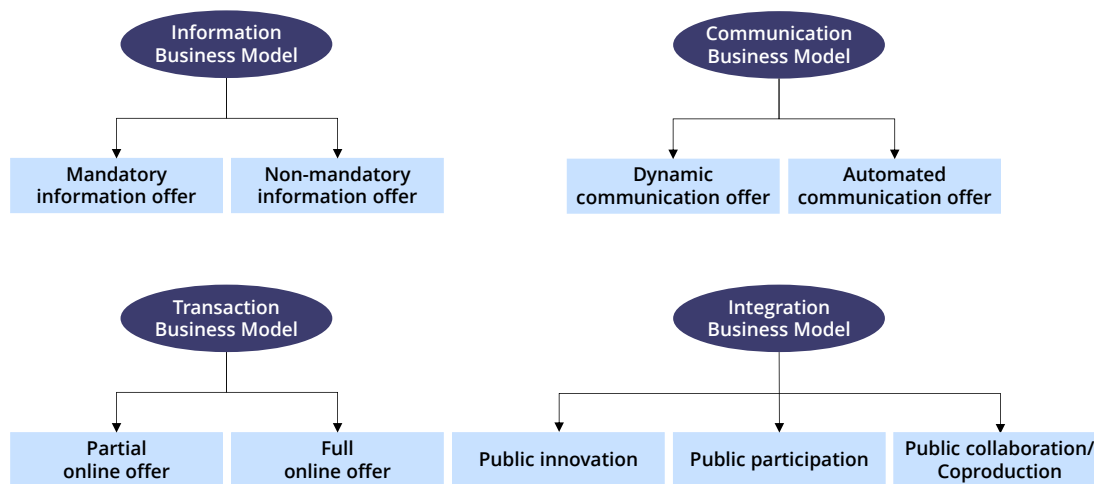 Information
Business Model
Mandatory
information offer
Non-mandatory
information offer
Communication
Business Model
Dynamic
communication offer
Automated
communication offer
Transaction
Business Model
Partial
online offer
Full
online offer
Integration
Business Model
Public innovation
Public participation
Public collaboration/
Coproduction